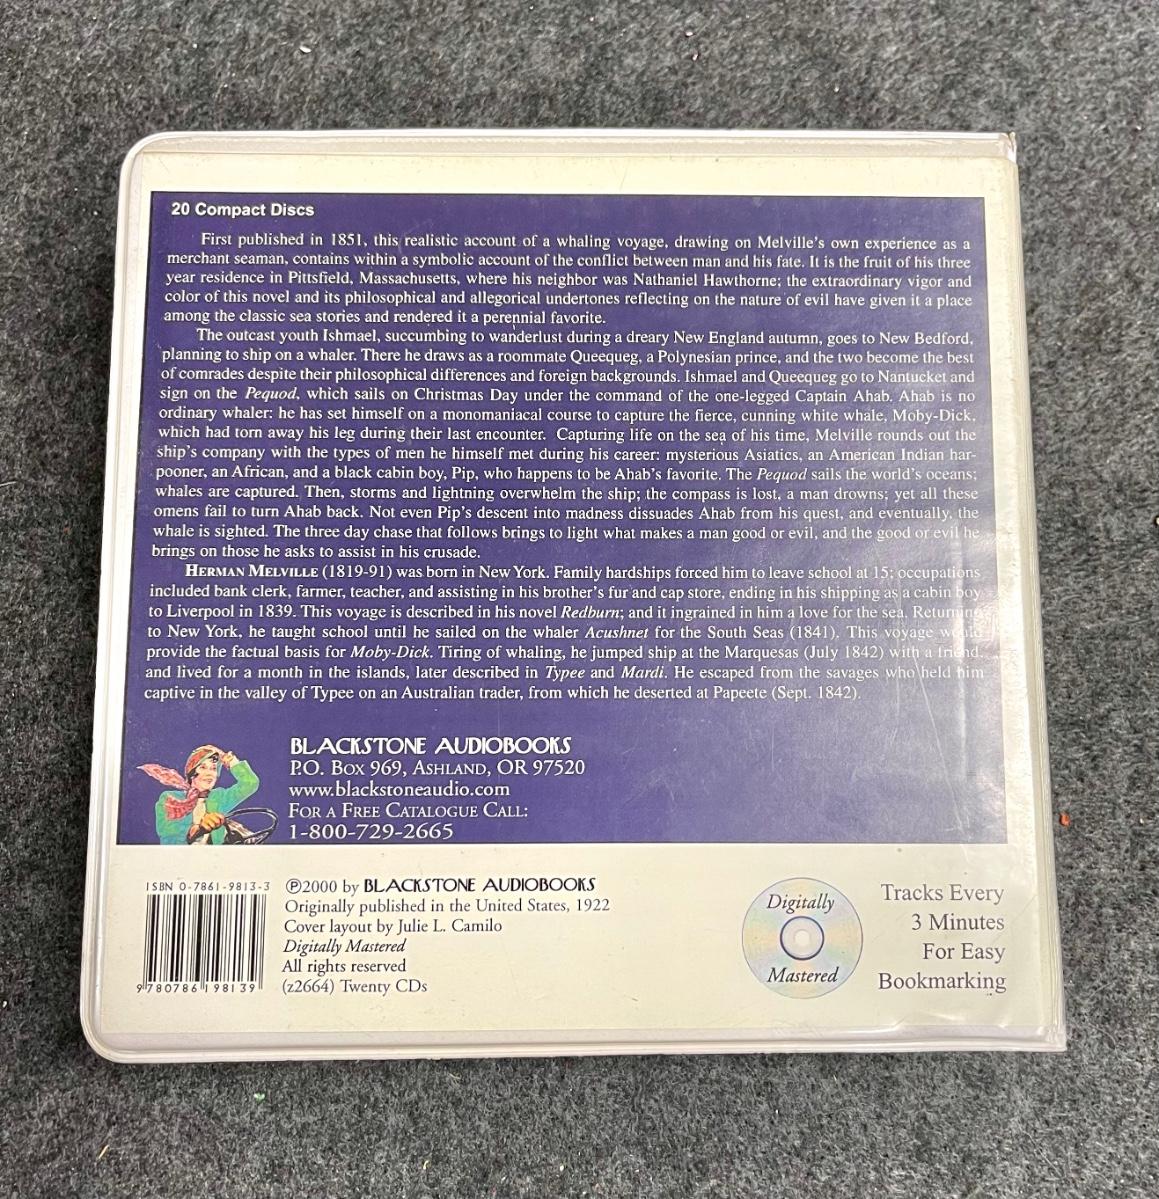 20 Compact Discs
First published in 1851, this realistic account of a whaling voyage, drawing on Melville's own experience as a
merchant seaman, contains within a symbolic account of the conflict between man and his fate. It is the fruit of his three
year residence in Pittsfield, Massachusetts, where his neighbor was Nathaniel Hawthorne; the extraordinary vigor and
color of this novel and its philosophical and allegorical undertones reflecting on the nature of evil have given it a place
among the classic sea stories and rendered it a perennial favorite.
The outcast youth Ishmael, succumbing to wanderlust during a dreary New England autumn, goes to New Bedford,
planning to ship on a whaler. There he draws as a roommate Queequeg, a Polynesian prince, and the two become the best
of comrades despite their philosophical differences and foreign backgrounds. Ishmael and Queequeg go to Nantucket and
sign on the Pequod, which sails on Christmas Day under the command of the one-legged Captain Ahab. Ahab is no
ordinary whaler: he has set himself on a monomaniacal course to capture the fierce, cunning white whale, Moby-Dick,
which had torn away his leg during their last encounter. Capturing life on the sea of his time, Melville rounds out the
ship's company with the types of men he himself met during his career: mysterious Asiatics, an American Indian har-
pooner, an African, and a black cabin boy, Pip, who happens to be Ahab's favorite. The Pequod sails the world's oceans;
whales are captured. Then, storms and lightning overwhelm the ship; the compass is lost, a man drowns; yet all these
omens fail to turn Ahab back. Not even Pip's descent into madness dissuades Ahab from his quest, and eventually, the
whale is sighted. The three day chase that follows brings to light what makes a man good or evil, and the good or evil he
brings on those he asks to assist in his crusade.
HERMAN MELVILLE (1819-91) was born in New York. Family hardships forced him to leave school at 15; occupations
included bank clerk, farmer, teacher, and assisting in his brother's fur and cap store, ending in his shipping as a cabin boy
to Liverpool in 1839. This voyage is described in his novel Redburn; and it ingrained in him a love for the sea. Returning
to New York, he taught school until he sailed on the whaler Acushnet for the South Seas (1841). This voyage would
provide the factual basis for Moby-Dick. Tiring of whaling, he jumped ship at the Marquesas (July 1842) with a friend,
and lived for a month in the islands, later described in Typee and Mardi. He escaped from the savages who held him
captive in the valley of Typee on an Australian trader, from which he deserted at Papeete (Sept. 1842).
BLACKSTONE AUDIOBOOKS
P.O. BOX 969, ASHLAND, OR 97520
www.blackstoneaudio.com
FOR A FREE CATALOGUE CALL:
1-800-729-2665
ISBN 0-7861-9813-3
9 780786 198139
℗2000 by BLACKSTONE AUDIOBOOKS
Originally published in the United States, 1922
Cover layout by Julie L. Camilo
Digitally Mastered
All rights reserved
(z2664) Twenty CDs
Digitally
Mastered
Tracks Every
3 Minutes
For Easy
Bookmarking